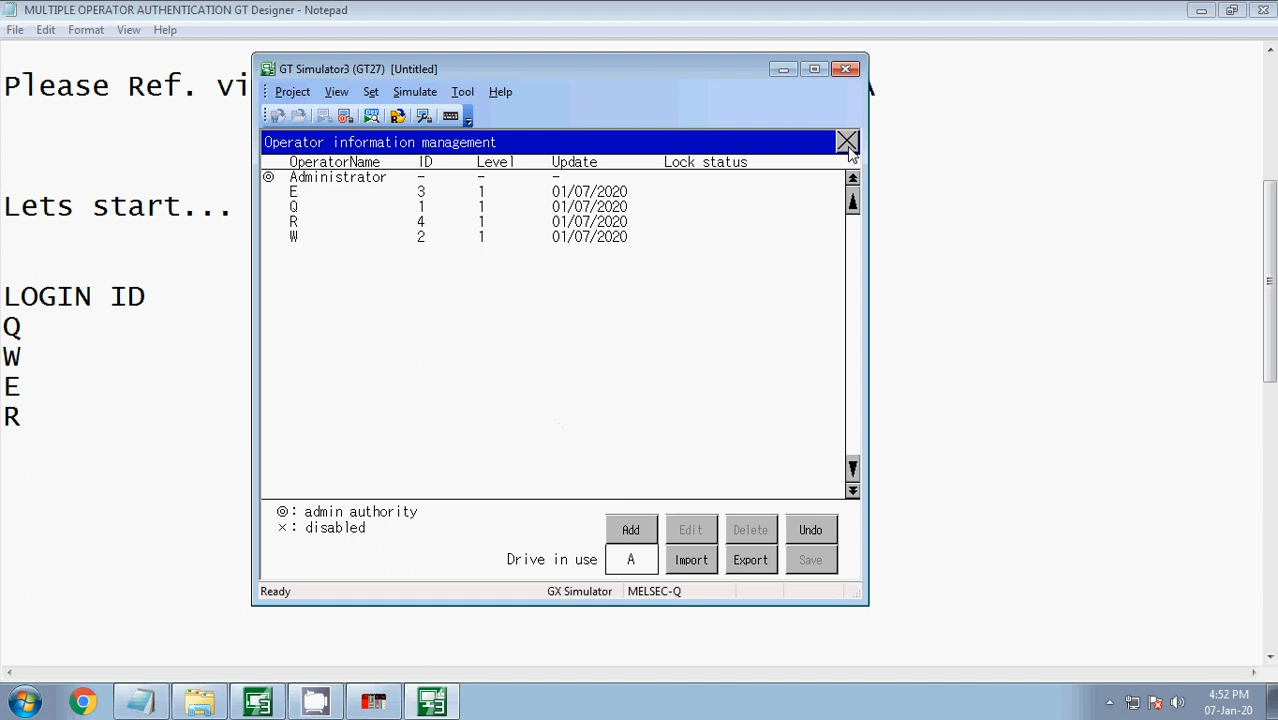 MULTIPLE OPERATOR AUTHENTICATION GT Designer - Notepad
File Edit Format View Help
Please Ref. vi
A
Lets start...
LOGIN ID
Q
W
E
R
GT Simulator3 (GT27) [Untitled]
Project View Set Simulate Tool Help
Operator information management
OperatorName ID Level Update Lock status
◎ Administrator - - -
E 3 1 01/07/2020
Q 1 1 01/07/2020
R 4 1 01/07/2020
W 2 1 01/07/2020
◎: admin authority
×: disabled
Add Edit Delete Undo
Drive in use A Import Export Save
Ready GX Simulator MELSEC-Q
4:52 PM
07-Jan-20